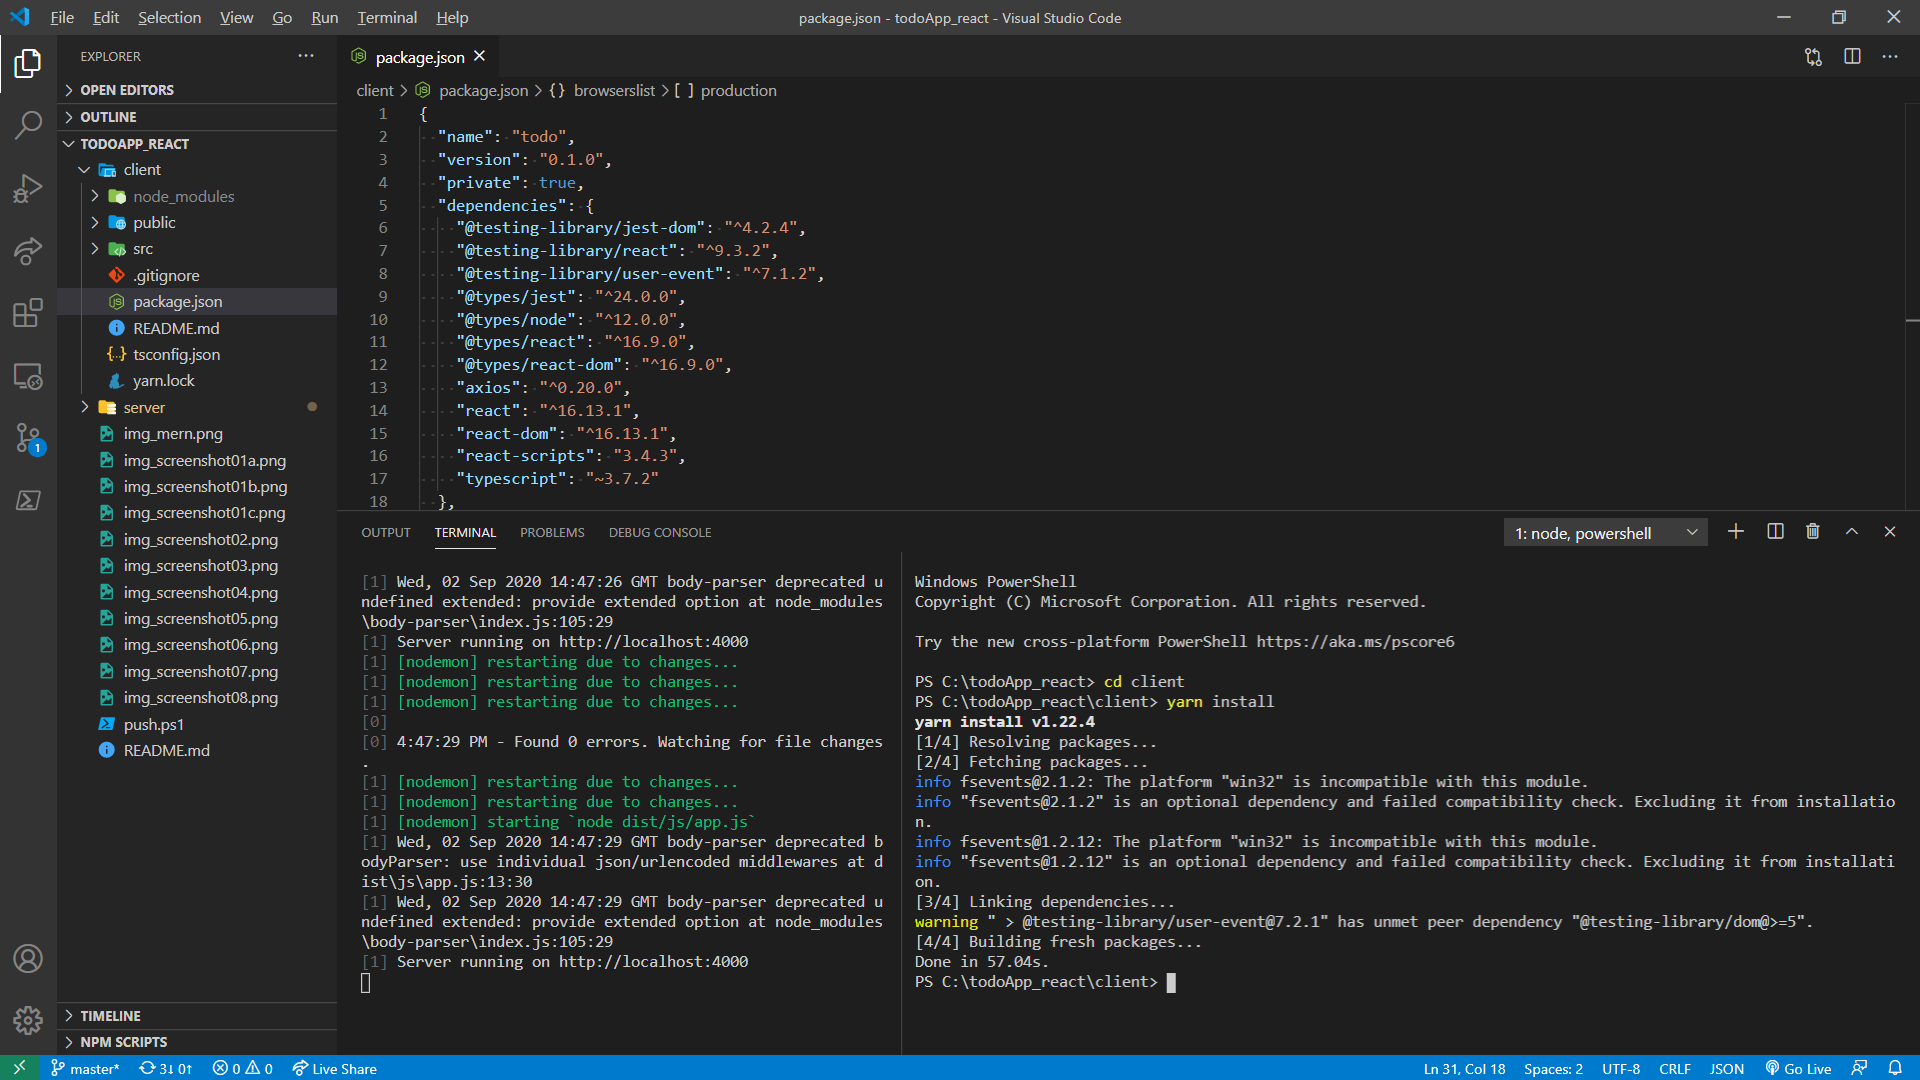 File Edit Selection View Go Run Terminal Help
package.json - todoApp_react - Visual Studio Code
EXPLORER
OPEN EDITORS
OUTLINE
TODOAPP_REACT
client
node_modules
public
src
.gitignore
package.json
README.md
tsconfig.json
yarn.lock
server
img_mern.png
img_screenshot01a.png
img_screenshot01b.png
img_screenshot01c.png
img_screenshot02.png
img_screenshot03.png
img_screenshot04.png
img_screenshot05.png
img_screenshot06.png
img_screenshot07.png
img_screenshot08.png
push.ps1
README.md
TIMELINE
NPM SCRIPTS
1
package.json
client > package.json > {} browserslist > [ ] production
1 {
2 "name": "todo",
3 "version": "0.1.0",
4 "private": true,
5 "dependencies": {
6 "@testing-library/jest-dom": "^4.2.4",
7 "@testing-library/react": "^9.3.2",
8 "@testing-library/user-event": "^7.1.2",
9 "@types/jest": "^24.0.0",
10 "@types/node": "^12.0.0",
11 "@types/react": "^16.9.0",
12 "@types/react-dom": "^16.9.0",
13 "axios": "^0.20.0",
14 "react": "^16.13.1",
15 "react-dom": "^16.13.1",
16 "react-scripts": "3.4.3",
17 "typescript": "~3.7.2"
18 },
OUTPUT TERMINAL PROBLEMS DEBUG CONSOLE
1: node, powershell
[1] Wed, 02 Sep 2020 14:47:26 GMT body-parser deprecated u
ndefined extended: provide extended option at node_modules
\body-parser\index.js:105:29
[1] Server running on http://localhost:4000
[1] [nodemon] restarting due to changes...
[1] [nodemon] restarting due to changes...
[1] [nodemon] restarting due to changes...
[0]
[0] 4:47:29 PM - Found 0 errors. Watching for file changes
.
[1] [nodemon] restarting due to changes...
[1] [nodemon] restarting due to changes...
[1] [nodemon] starting `node dist/js/app.js`
[1] Wed, 02 Sep 2020 14:47:29 GMT body-parser deprecated b
odyParser: use individual json/urlencoded middlewares at d
ist\js\app.js:13:30
[1] Wed, 02 Sep 2020 14:47:29 GMT body-parser deprecated u
ndefined extended: provide extended option at node_modules
\body-parser\index.js:105:29
[1] Server running on http://localhost:4000
Windows PowerShell
Copyright (C) Microsoft Corporation. All rights reserved.
Try the new cross-platform PowerShell https://aka.ms/pscore6
PS C:\todoApp_react> cd client
PS C:\todoApp_react\client> yarn install
yarn install v1.22.4
[1/4] Resolving packages...
[2/4] Fetching packages...
info fsevents@2.1.2: The platform "win32" is incompatible with this module.
info "fsevents@2.1.2" is an optional dependency and failed compatibility check. Excluding it from installatio
n.
info fsevents@1.2.12: The platform "win32" is incompatible with this module.
info "fsevents@1.2.12" is an optional dependency and failed compatibility check. Excluding it from installati
on.
[3/4] Linking dependencies...
warning " > @testing-library/user-event@7.2.1" has unmet peer dependency "@testing-library/dom@>=5".
[4/4] Building fresh packages...
Done in 57.04s.
PS C:\todoApp_react\client>
master* 3↓ 0↑ 0 0 Live Share
Ln 31, Col 18 Spaces: 2 UTF-8 CRLF JSON Go Live